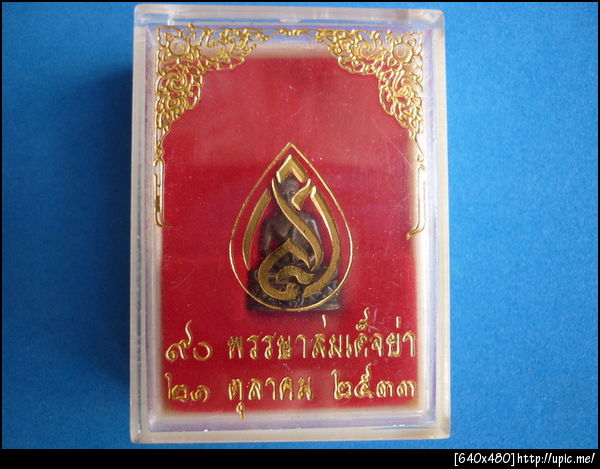 ๙๐ พรรษาสมเด็จย่า
๒๑ ตุลาคม ๒๕๓๓
[640x480]http://upic.me/